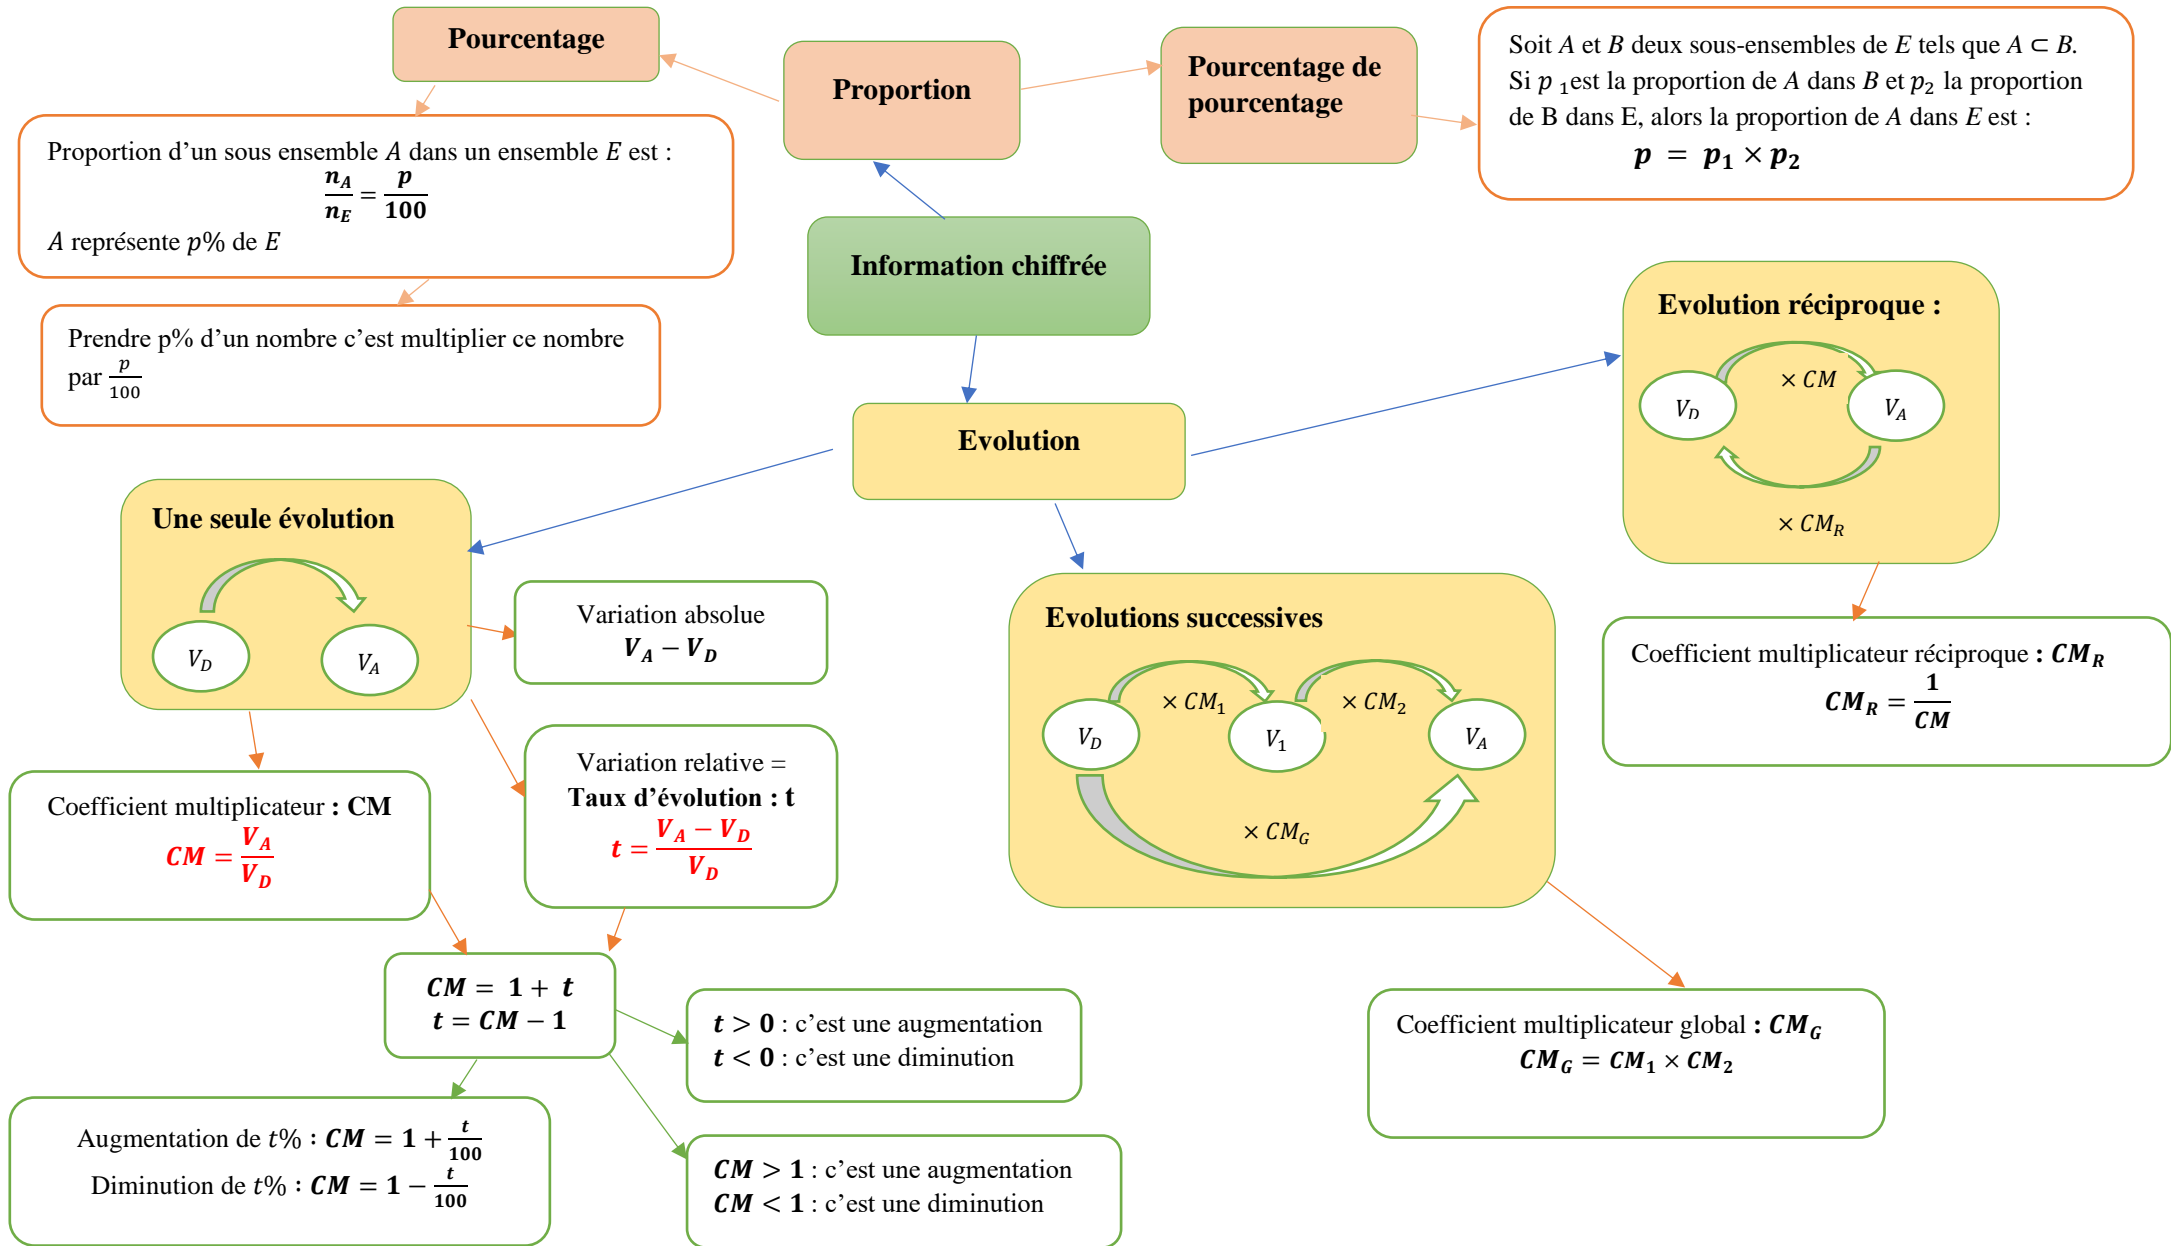 Pourcentage
Proportion
Pourcentage de
pourcentage
Soit A et B deux sous-ensembles de E tels que A ⊂ B.
Si p ₁est la proportion de A dans B et p₂ la proportion
de B dans E, alors la proportion de A dans E est :
p = p₁ × p₂
Proportion d’un sous ensemble A dans un ensemble E est :
n_A/n_E = p/100
A représente p% de E
Prendre p% d’un nombre c’est multiplier ce nombre
par p/100
Information chiffrée
Evolution
Evolution réciproque :
× CM
V_D
V_A
× CM_R
Coefficient multiplicateur réciproque : CM_R
CM_R = 1/CM
Une seule évolution
V_D
V_A
Variation absolue
V_A − V_D
Variation relative =
Taux d’évolution : t
t = (V_A − V_D)/V_D
Coefficient multiplicateur : CM
CM = V_A/V_D
CM = 1 + t
t = CM − 1
t > 0 : c’est une augmentation
t < 0 : c’est une diminution
CM > 1 : c’est une augmentation
CM < 1 : c’est une diminution
Augmentation de t% : CM = 1 + t/100
Diminution de t% : CM = 1 − t/100
Evolutions successives
× CM₁
× CM₂
V_D
V₁
V_A
× CM_G
Coefficient multiplicateur global : CM_G
CM_G = CM₁ × CM₂